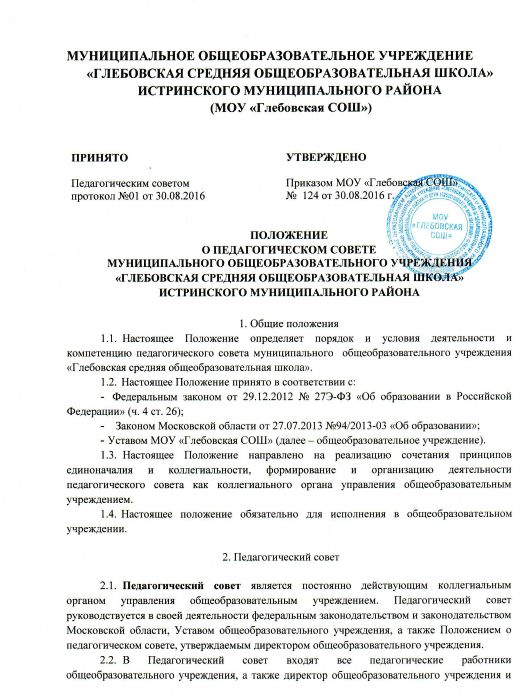 МУНИЦИПАЛЬНОЕ ОБЩЕОБРАЗОВАТЕЛЬНОЕ УЧРЕЖДЕНИЕ
«ГЛЕБОВСКАЯ СРЕДНЯЯ ОБЩЕОБРАЗОВАТЕЛЬНАЯ ШКОЛА»
ИСТРИНСКОГО МУНИЦИПАЛЬНОГО РАЙОНА
(МОУ «Глебовская СОШ»)
ПРИНЯТО УТВЕРЖДЕНО
Педагогическим советом Приказом МОУ «Глебовская СОШ»
протокол №01 от 30.08.2016 № 124 от 30.08.2016 г.
МОУ
«ГЛЕБОВСКАЯ
СОШ»
ПОЛОЖЕНИЕ
О ПЕДАГОГИЧЕСКОМ СОВЕТЕ
МУНИЦИПАЛЬНОГО ОБЩЕОБРАЗОВАТЕЛЬНОГО УЧРЕЖДЕНИЯ
«ГЛЕБОВСКАЯ СРЕДНЯЯ ОБЩЕОБРАЗОВАТЕЛЬНАЯ ШКОЛА»
ИСТРИНСКОГО МУНИЦИПАЛЬНОГО РАЙОНА
1. Общие положения
1.1. Настоящее Положение определяет порядок и условия деятельности и
компетенцию педагогического совета муниципального общеобразовательного учреждения
«Глебовская средняя общеобразовательная школа».
1.2. Настоящее Положение принято в соответствии с:
- Федеральным законом от 29.12.2012 № 27Э-ФЗ «Об образовании в Российской
Федерации» (ч. 4 ст. 26);
- Законом Московской области от 27.07.2013 №94/2013-03 «Об образовании»;
- Уставом МОУ «Глебовская СОШ» (далее – общеобразовательное учреждение).
1.3. Настоящее Положение направлено на реализацию сочетания принципов
единоначалия и коллегиальности, формирование и организацию деятельности
педагогического совета как коллегиального органа управления общеобразовательным
учреждением.
1.4. Настоящее положение обязательно для исполнения в общеобразовательном
учреждении.
2. Педагогический совет
2.1. Педагогический совет является постоянно действующим коллегиальным
органом управления общеобразовательным учреждением. Педагогический совет
руководствуется в своей деятельности федеральным законодательством и законодательством
Московской области, Уставом общеобразовательного учреждения, а также Положением о
педагогическом совете, утверждаемым директором общеобразовательного учреждения.
2.2. В Педагогический совет входят все педагогические работники
общеобразовательного учреждения, а также директор общеобразовательного учреждения и